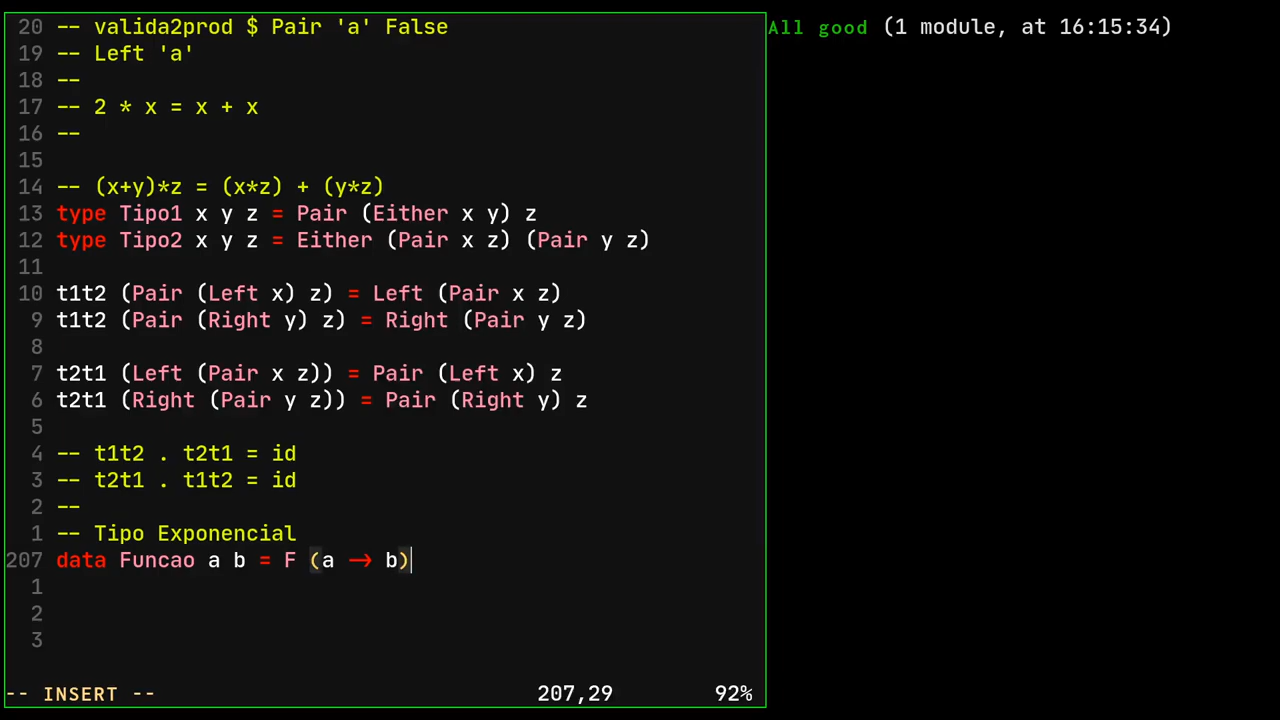 20 -- valida2prod $ Pair 'a' False
19 -- Left 'a'
18 --
17 -- 2 * x = x + x
16 --
15
14 -- (x+y)*z = (x*z) + (y*z)
13 type Tipo1 x y z = Pair (Either x y) z
12 type Tipo2 x y z = Either (Pair x z) (Pair y z)
11
10 t1t2 (Pair (Left x) z) = Left (Pair x z)
9 t1t2 (Pair (Right y) z) = Right (Pair y z)
8
7 t2t1 (Left (Pair x z)) = Pair (Left x) z
6 t2t1 (Right (Pair y z)) = Pair (Right y) z
5
4 -- t1t2 . t2t1 = id
3 -- t2t1 . t1t2 = id
2 --
1 -- Tipo Exponencial
207 data Funcao a b = F (a -> b)
1
2
3
-- INSERT -- 207,29 92%
All good (1 module, at 16:15:34)